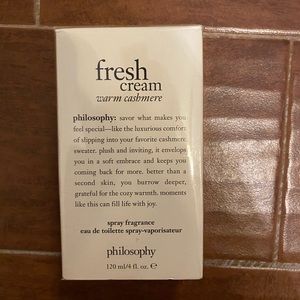 fresh
cream
warm cashmere
philosophy: savor what makes you
feel special—like the luxurious comfort
of slipping into your favorite cashmere
sweater. plush and inviting, it envelops
you in a soft embrace and keeps you
coming back for more. better than a
second skin, you burrow deeper,
grateful for the cozy warmth. moments
like this can fill life with joy.
spray fragrance
eau de toilette spray-vaporisateur
philosophy
120 ml/4 fl. oz. ℮